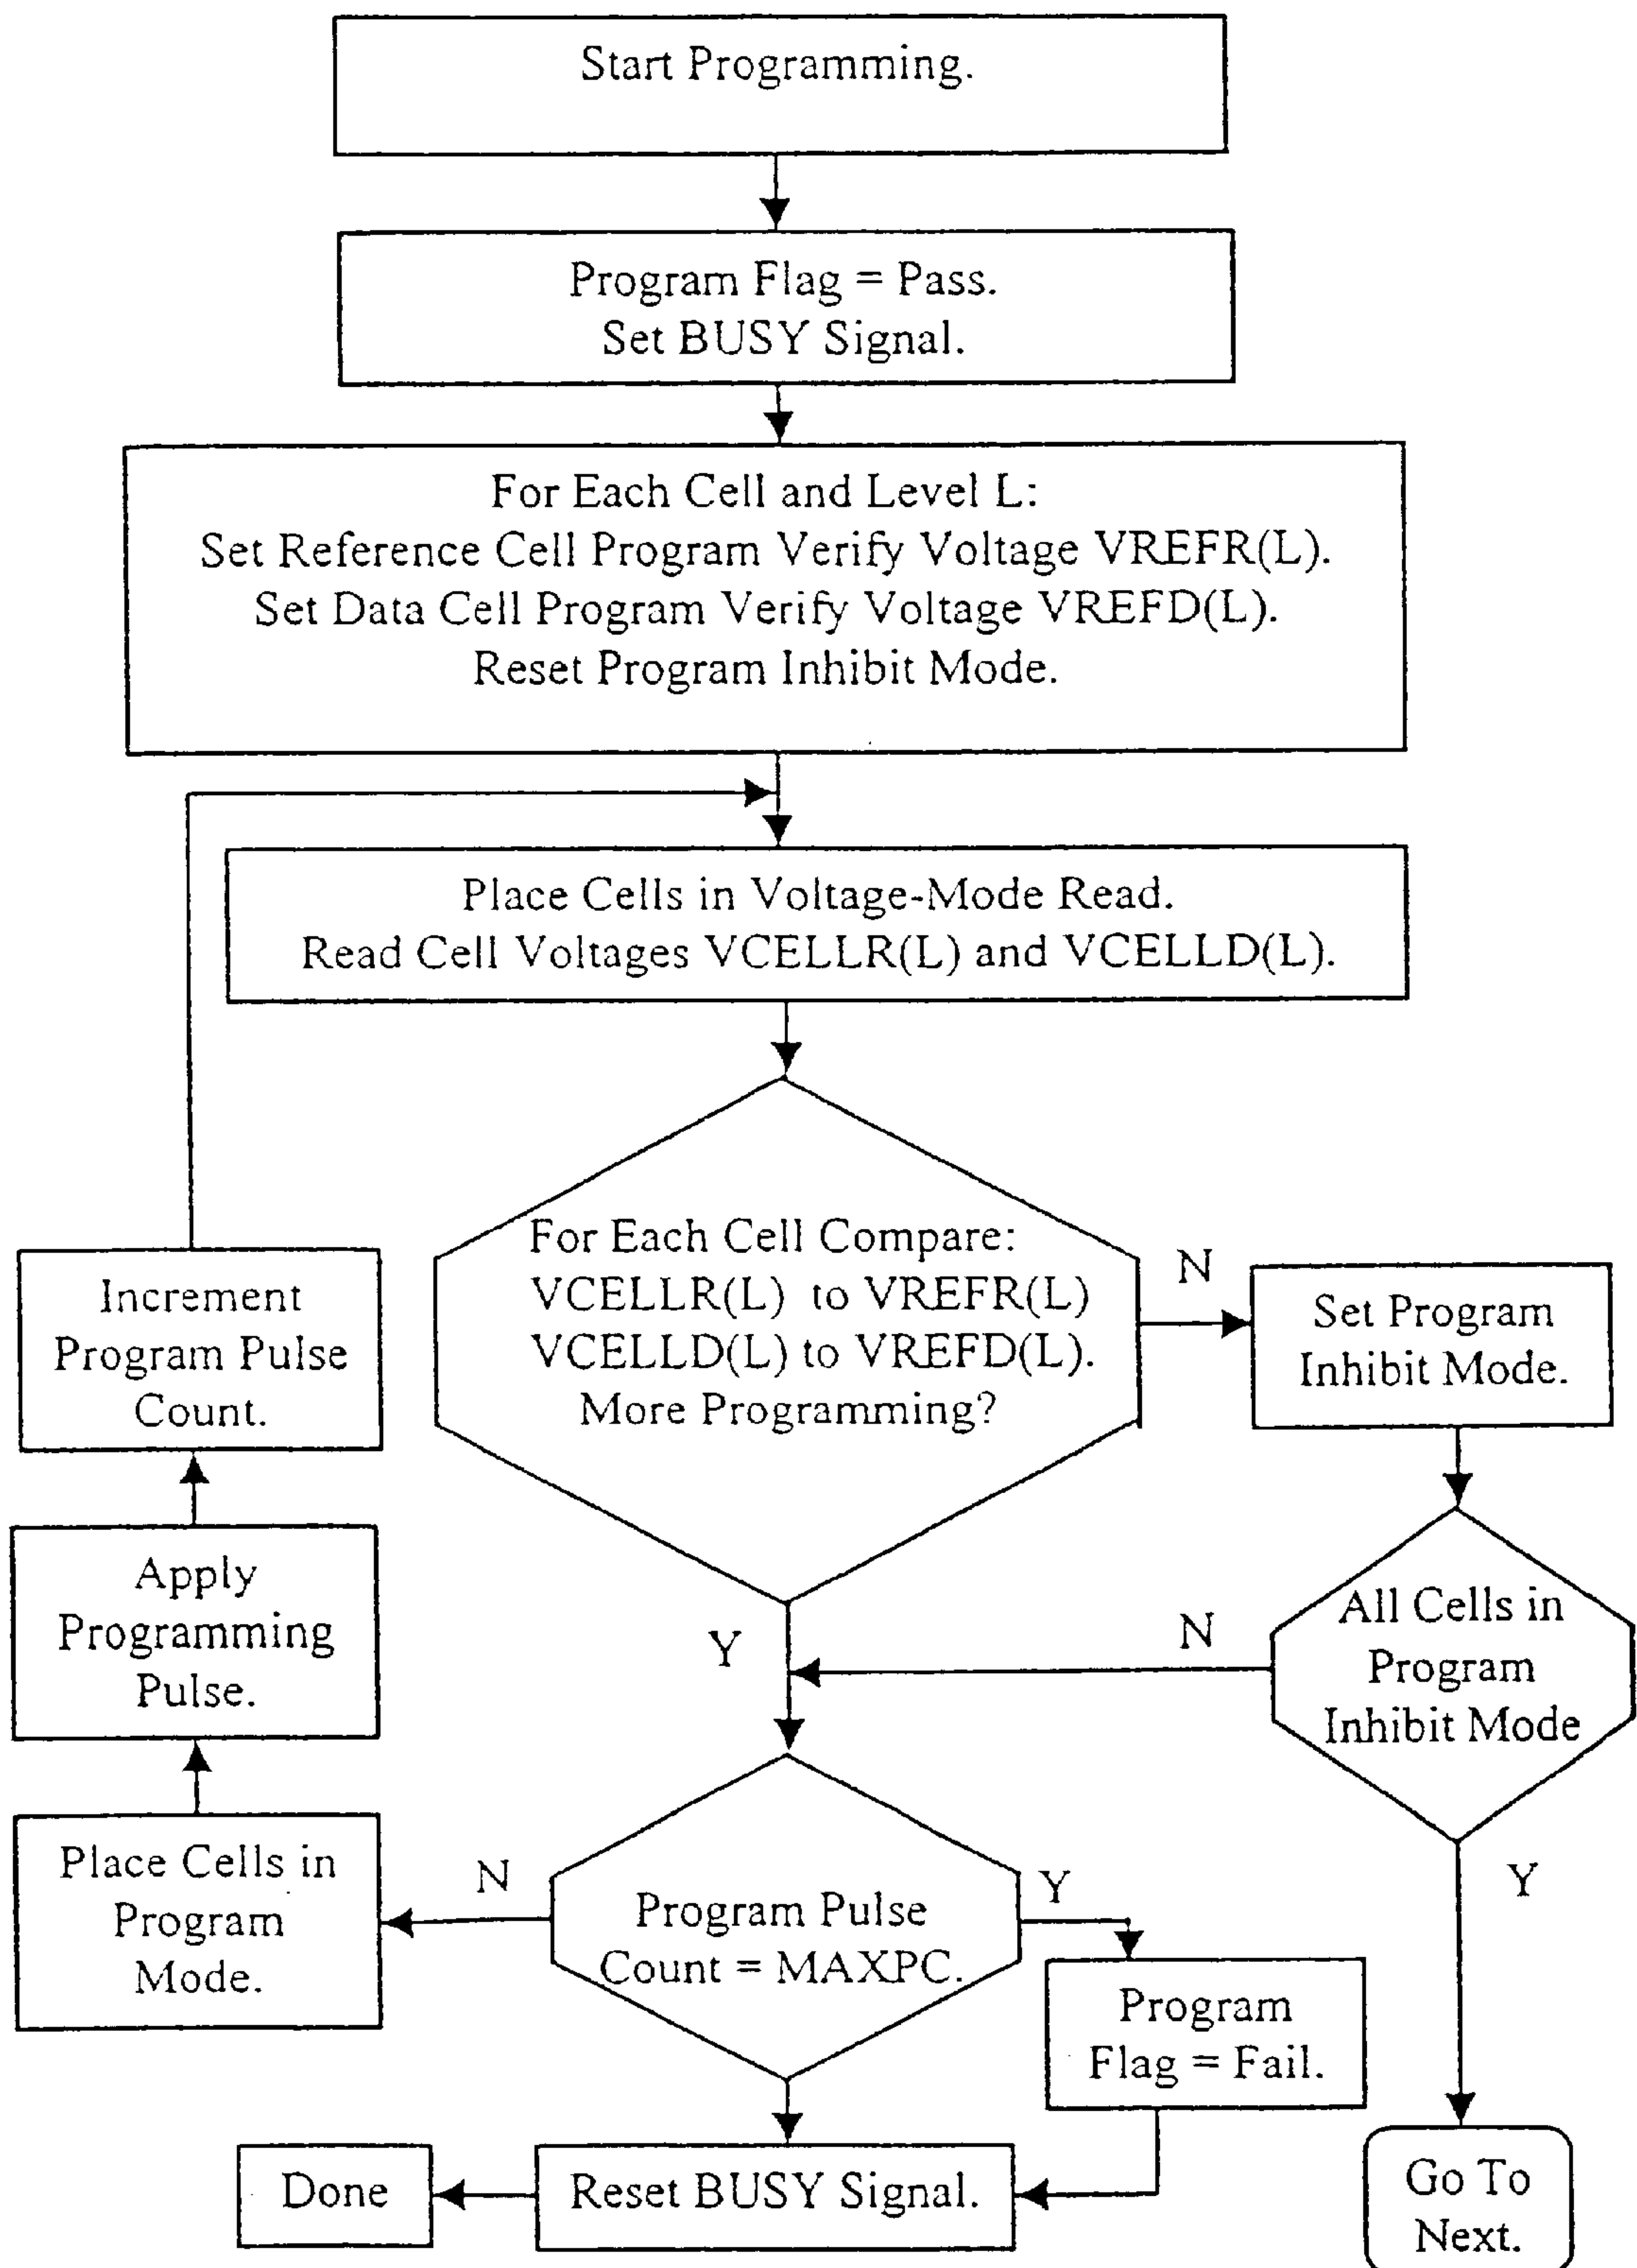 Start Programming.
Program Flag = Pass.
Set BUSY Signal.
For Each Cell and Level L:
Set Reference Cell Program Verify Voltage VREFR(L).
Set Data Cell Program Verify Voltage VREFD(L).
Reset Program Inhibit Mode.
Place Cells in Voltage-Mode Read.
Read Cell Voltages VCELLR(L) and VCELLD(L).
For Each Cell Compare:
VCELLR(L) to VREFR(L)
VCELLD(L) to VREFD(L).
More Programming?
N
Set Program
Inhibit Mode.
Increment
Program Pulse
Count.
Apply
Programming
Pulse.
Y
N
All Cells in
Program
Inhibit Mode
Place Cells in
Program
Mode.
N
Program Pulse
Count = MAXPC.
Y
Y
Program
Flag = Fail.
Done
Reset BUSY Signal.
Go To
Next.